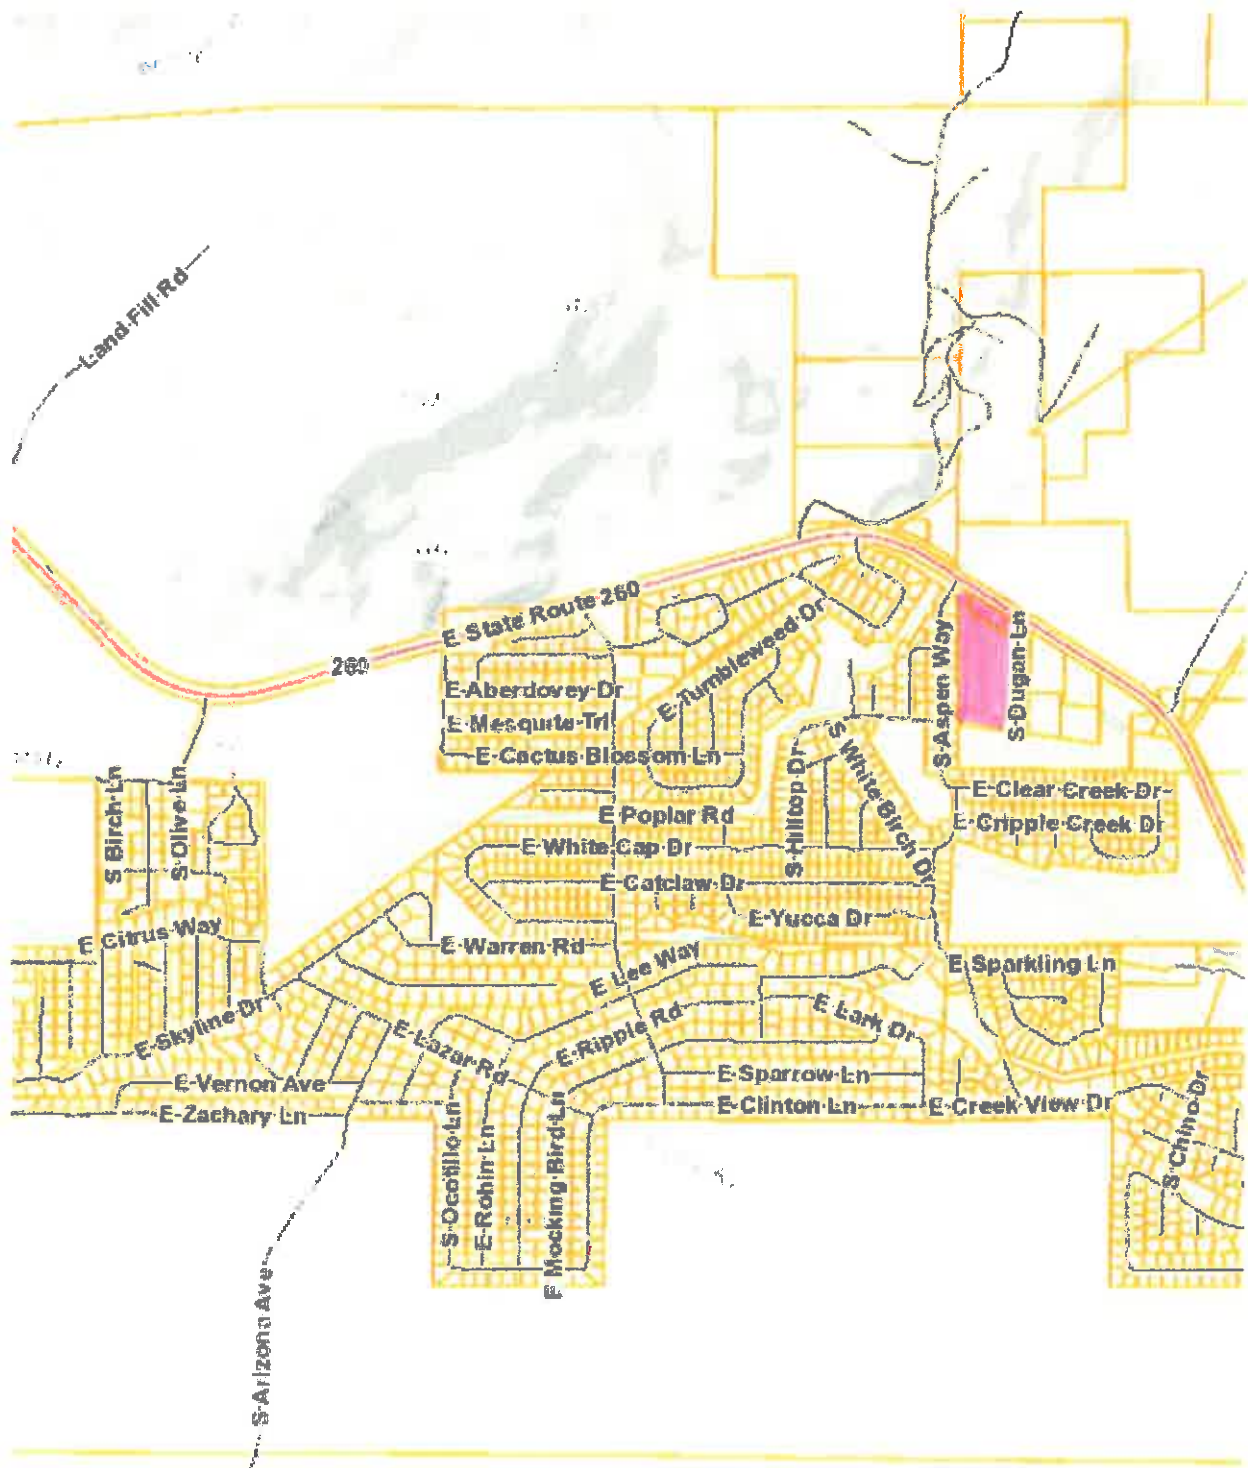 Land Fill Rd
E State Route 260
260
E Tumbleweed Dr
S Aspen Way
S Dugan Ln
E Aberdovey Dr
E Mesquite Trl
E Cactus Blossom Ln
S Birch Ln
S Olive Ln
S Hilltop Dr
S White Birch Dr
E Clear Creek Dr
E Poplar Rd
E Cripple Creek Dr
E White Cap Dr
E Catclaw Dr
E Yucca Dr
E Citrus Way
E Warren Rd
E Lee Way
E Sparkling Ln
E Skyline Dr
E Lazar Rd
E Ripple Rd
E Lark Dr
E Vernon Ave
E Sparrow Ln
E Zachary Ln
E Clinton Ln
E Creek View Dr
S Chino Dr
S Ocotillo Ln
E Robin Ln
E Mocking Bird Ln
S Arizona Ave